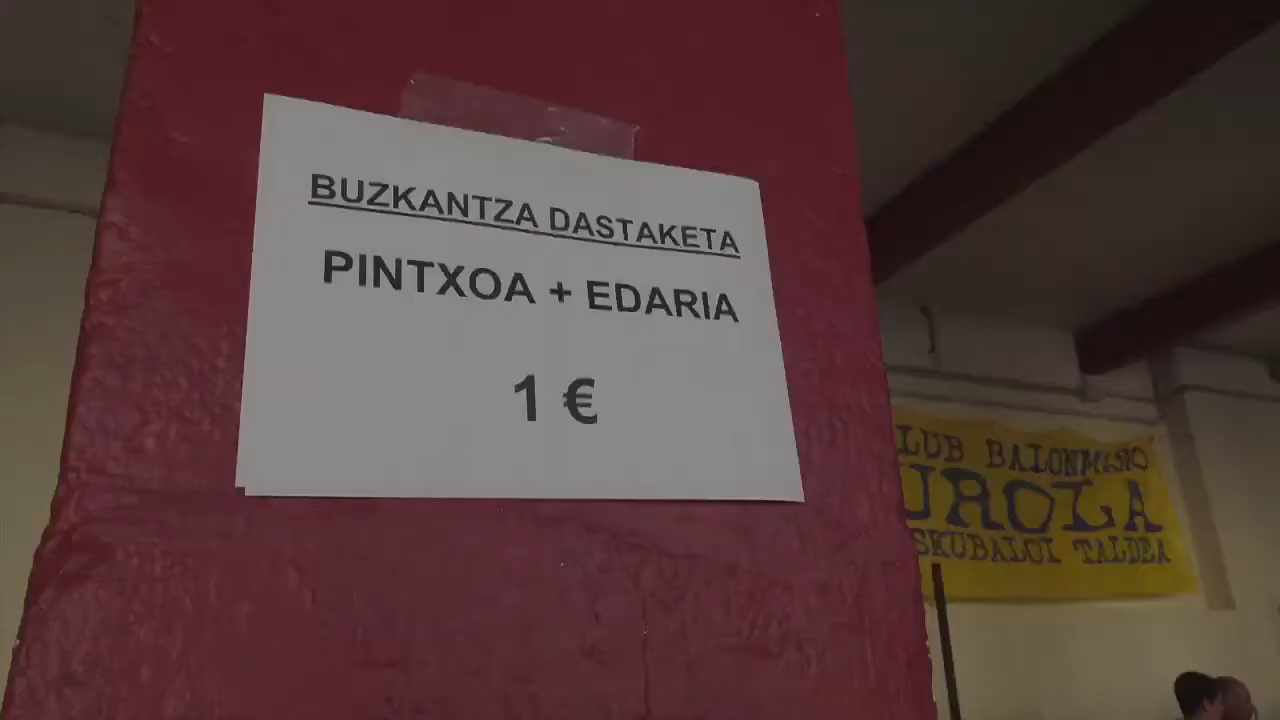 BUZKANTZA DASTAKETA
PINTXOA + EDARIA
1 €
LUB BALONMANO
UROLA
SKUBALOI TALDEA